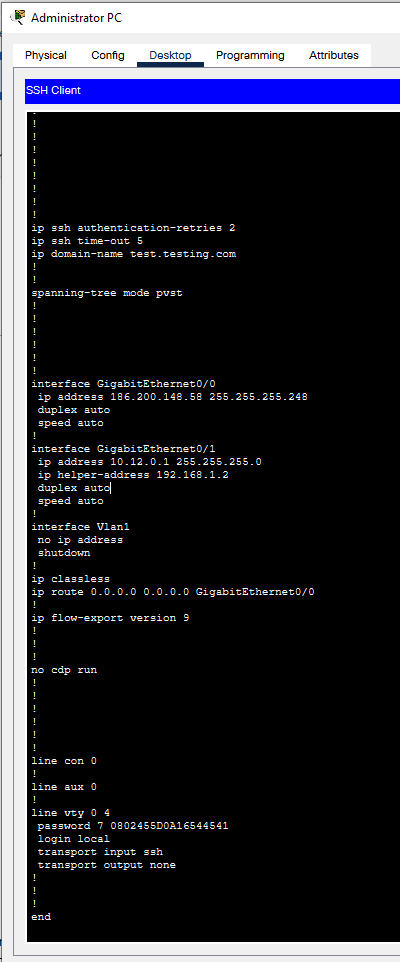 Administrator PC
Physical Config Desktop Programming Attributes
SSH Client
!
!
!
!
!
!
!
!
!
ip ssh authentication-retries 2
ip ssh time-out 5
ip domain-name test.testing.com
!
!
spanning-tree mode pvst
!
!
!
!
!
!
interface GigabitEthernet0/0
 ip address 186.200.148.58 255.255.255.248
 duplex auto
 speed auto
!
interface GigabitEthernet0/1
 ip address 10.12.0.1 255.255.255.0
 ip helper-address 192.168.1.2
 duplex auto
 speed auto
!
interface Vlan1
 no ip address
 shutdown
!
ip classless
ip route 0.0.0.0 0.0.0.0 GigabitEthernet0/0
!
ip flow-export version 9
!
!
!
no cdp run
!
!
!
!
!
!
line con 0
!
line aux 0
!
line vty 0 4
 password 7 0802455D0A16544541
 login local
 transport input ssh
 transport output none
!
!
!
end